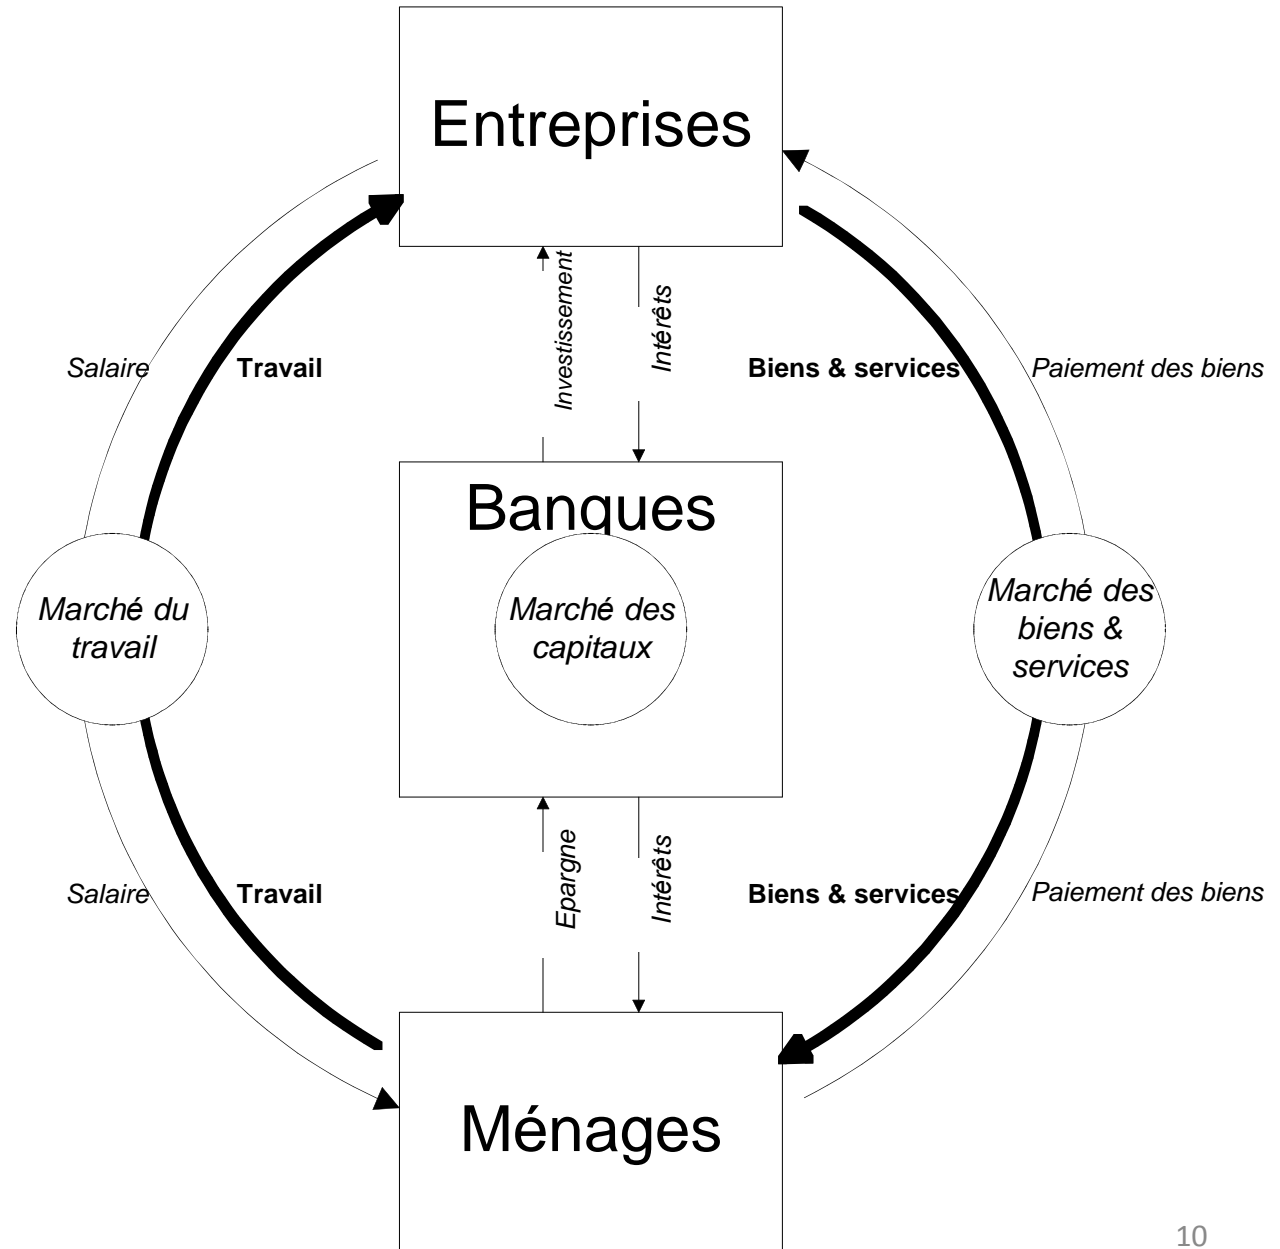 Entreprises
Investissement
Intérêts
Salaire
Travail
Biens & services
Paiement des biens
Banques
Marché du
travail
Marché des
capitaux
Marché des
biens &
services
Epargne
Intérêts
Salaire
Travail
Biens & services
Paiement des biens
Ménages
10